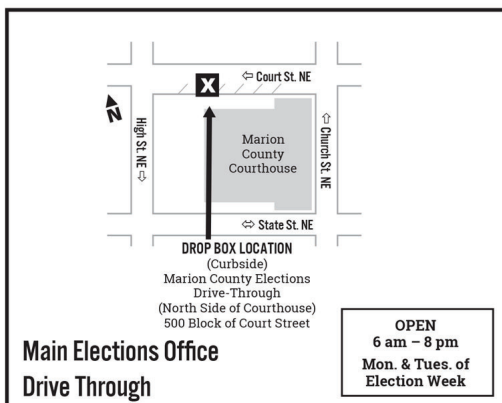 X
⇦ Court St. NE
N
High St. NE ⇨
Marion
County
Courthouse
Church St. NE ⇨
⇔ State St. NE
DROP BOX LOCATION
(Curbside)
Marion County Elections
Drive-Through
(North Side of Courthouse)
500 Block of Court Street
Main Elections Office
Drive Through
OPEN
6 am – 8 pm
Mon. & Tues. of
Election Week